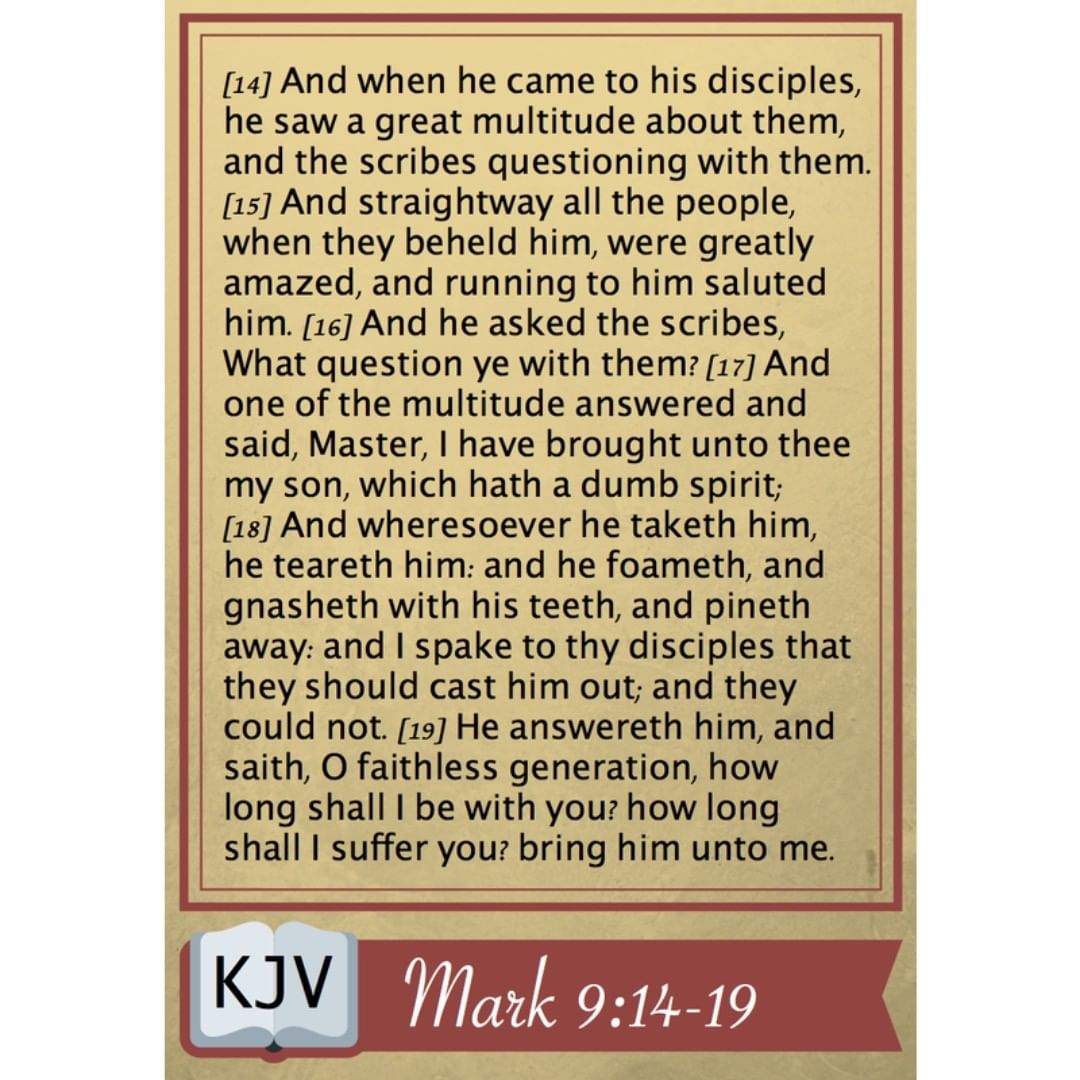 [14] And when he came to his disciples,
he saw a great multitude about them,
and the scribes questioning with them.
[15] And straightway all the people,
when they beheld him, were greatly
amazed, and running to him saluted
him. [16] And he asked the scribes,
What question ye with them? [17] And
one of the multitude answered and
said, Master, I have brought unto thee
my son, which hath a dumb spirit;
[18] And wheresoever he taketh him,
he teareth him: and he foameth, and
gnasheth with his teeth, and pineth
away: and I spake to thy disciples that
they should cast him out; and they
could not. [19] He answereth him, and
saith, O faithless generation, how
long shall I be with you? how long
shall I suffer you? bring him unto me.
KJV
Mark 9:14-19